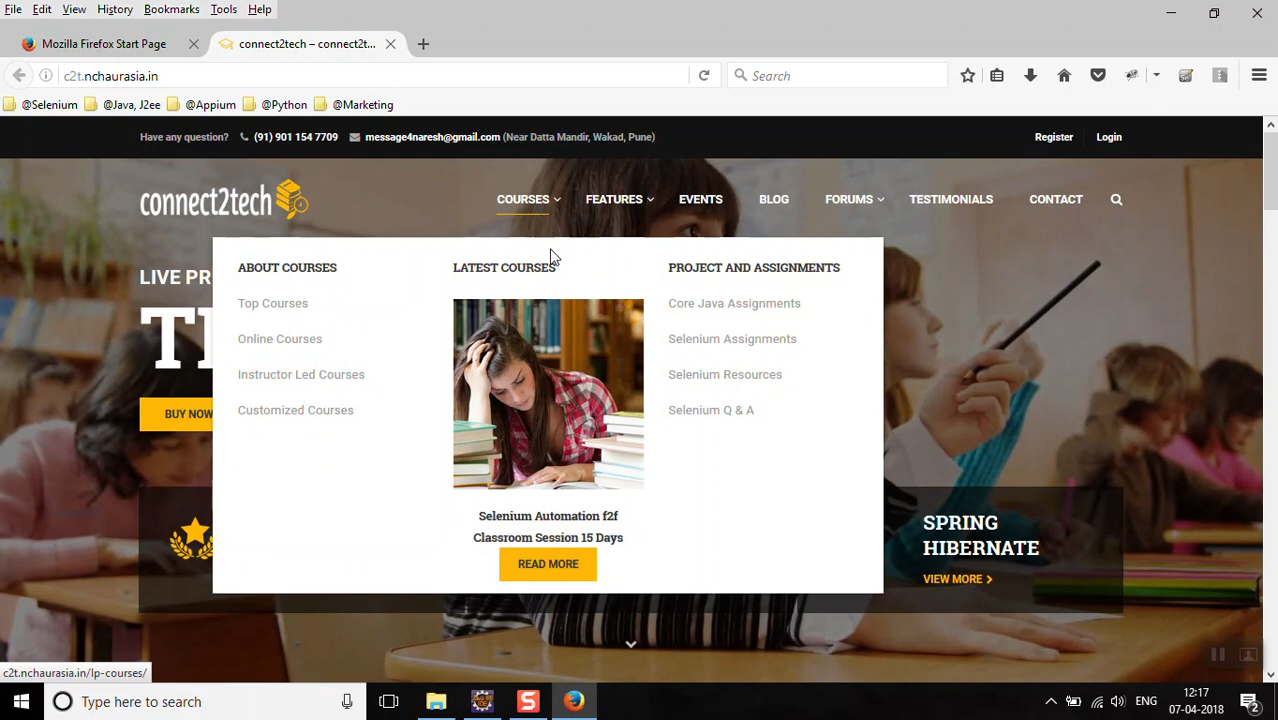 File Edit View History Bookmarks Tools Help
Mozilla Firefox Start Page
connect2tech – connect2t...
c2t.nchaurasia.in
Search
@Selenium @Java, J2ee @Appium @Python @Marketing
Have any question? (91) 901 154 7709 message4naresh@gmail.com (Near Datta Mandir, Wakad, Pune)
Register Login
connect2tech
COURSES FEATURES EVENTS BLOG FORUMS TESTIMONIALS CONTACT
LIVE PR
T
BUY NOW
ABOUT COURSES
Top Courses
Online Courses
Instructor Led Courses
Customized Courses
LATEST COURSES
Selenium Automation f2f
Classroom Session 15 Days
READ MORE
PROJECT AND ASSIGNMENTS
Core Java Assignments
Selenium Assignments
Selenium Resources
Selenium Q & A
SPRING
HIBERNATE
VIEW MORE
c2t.nchaurasia.in/lp-courses/
Type here to search
ENG
12:17
07-04-2018
2